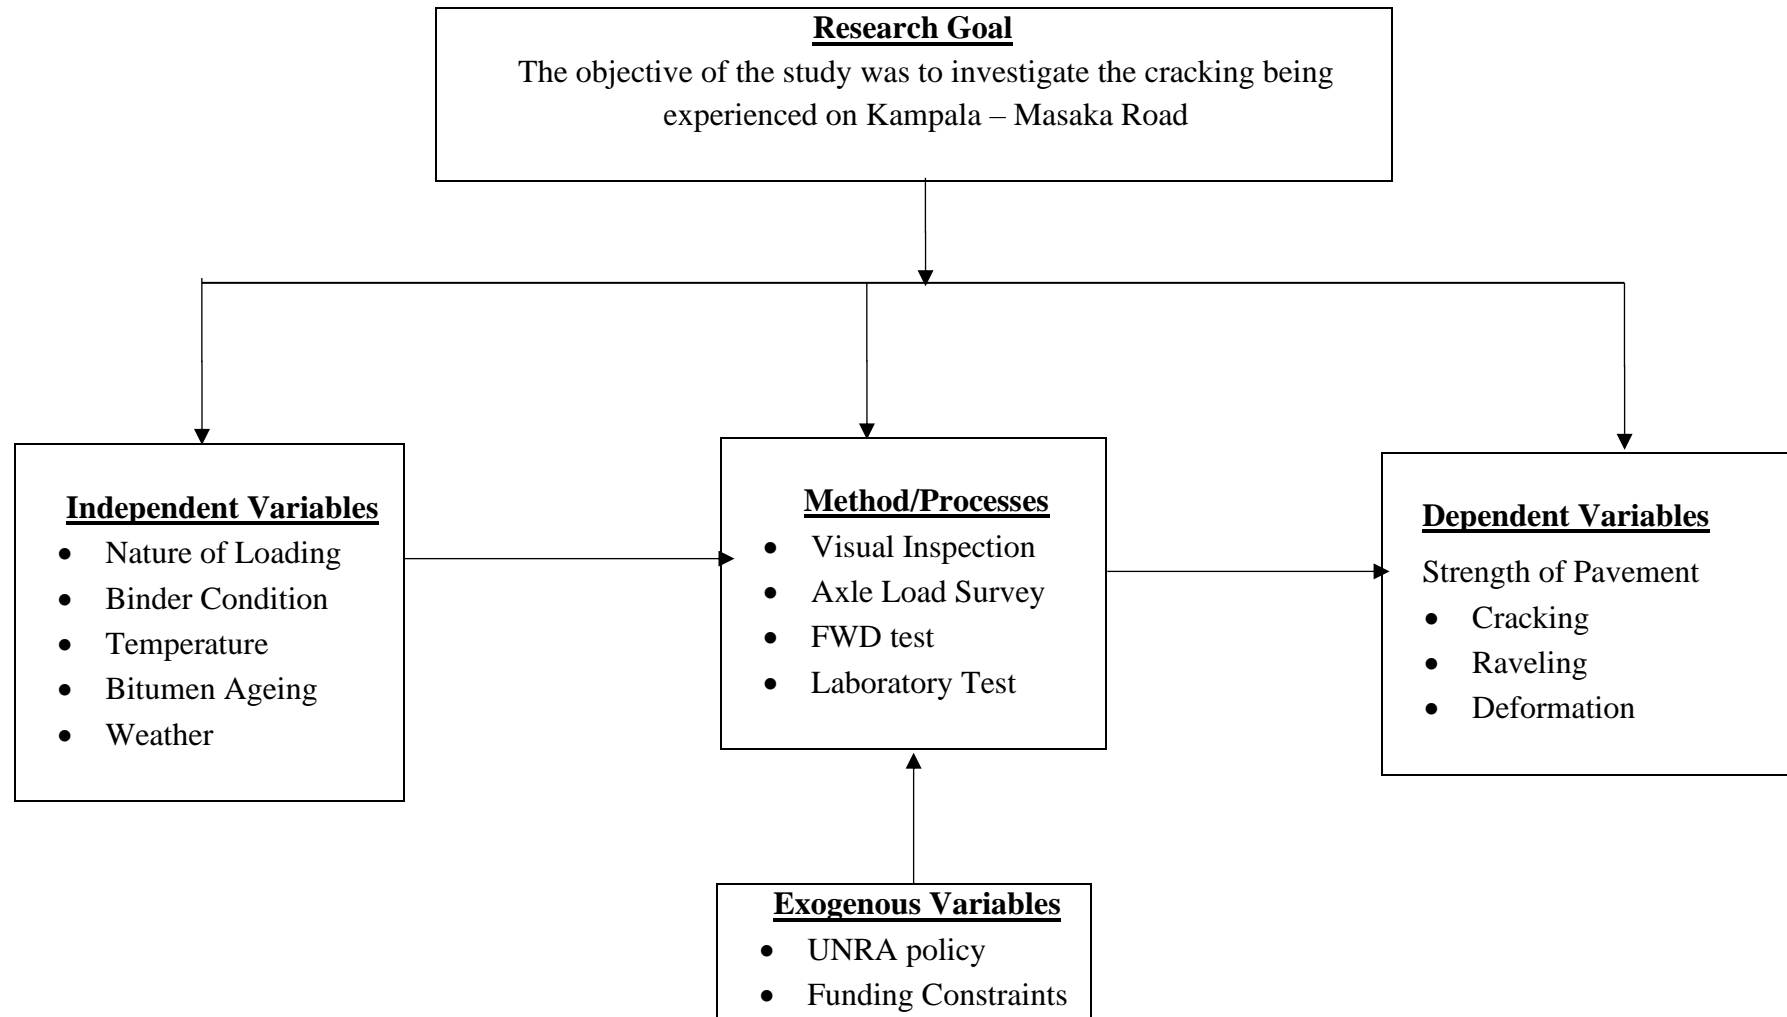 Research Goal
The objective of the study was to investigate the cracking being
experienced on Kampala – Masaka Road
Independent Variables
• Nature of Loading
• Binder Condition
• Temperature
• Bitumen Ageing
• Weather
Method/Processes
• Visual Inspection
• Axle Load Survey
• FWD test
• Laboratory Test
Dependent Variables
Strength of Pavement
• Cracking
• Raveling
• Deformation
Exogenous Variables
• UNRA policy
• Funding Constraints